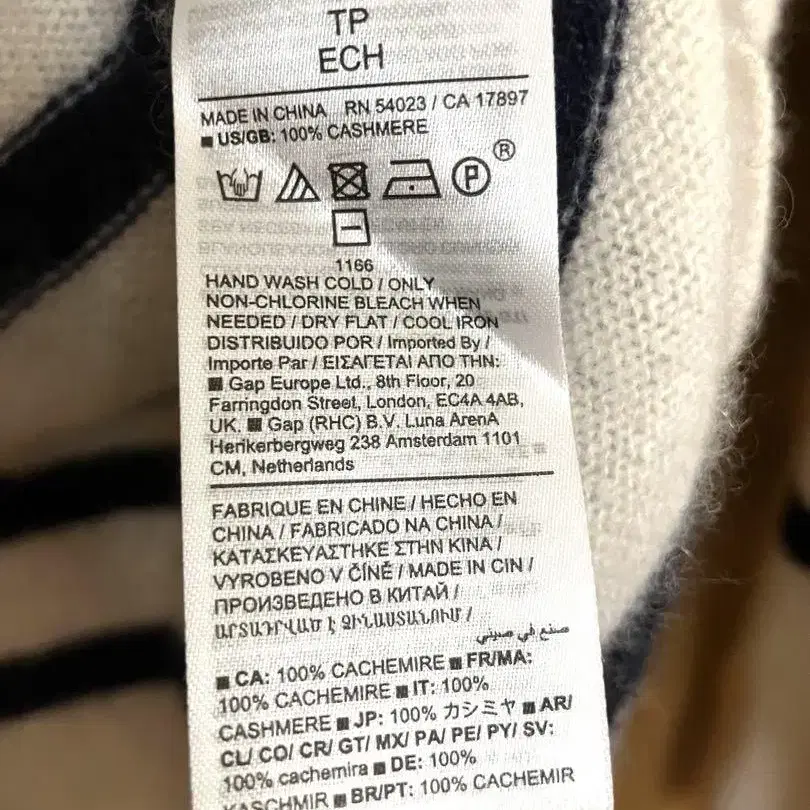 TP
ECH
MADE IN CHINA RN 54023 / CA 17897
■ US/GB: 100% CASHMERE
P ®
1166
HAND WASH COLD / ONLY
NON-CHLORINE BLEACH WHEN
NEEDED / DRY FLAT / COOL IRON
DISTRIBUIDO POR / Imported By /
Importe Par / ΕΙΣΑΓΕΤΑΙ ΑΠΟ ΤΗΝ:
■ Gap Europe Ltd., 8th Floor, 20
Farringdon Street, London, EC4A 4AB,
UK. ■ Gap (RHC) B.V. Luna ArenA
Herikerbergweg 238 Amsterdam 1101
CM, Netherlands
FABRIQUE EN CHINE / HECHO EN
CHINA / FABRICADO NA CHINA /
ΚΑΤΑΣΚΕΥΑΣΤΗΚΕ ΣΤΗΝ ΚΙΝΑ /
VYROBENO V ČÍNĚ / MADE IN CIN /
ПРОИЗВЕДЕНО В КИТАЙ /
ԱՐՏԱԴՐՎԱԾ Է ՉԻՆԱՍՏԱՆՈՒՄ /
صنع في صيني
■ CA: 100% CACHEMIRE ■ FR/MA:
100% CACHEMIRE ■ IT: 100%
CASHMERE ■ JP: 100% カシミヤ ■ AR/
CL/ CO/ CR/ GT/ MX/ PA/ PE/ PY/ SV:
100% cachemira ■ DE: 100%
KASCHMIR ■ BR/PT: 100% CACHEMIR